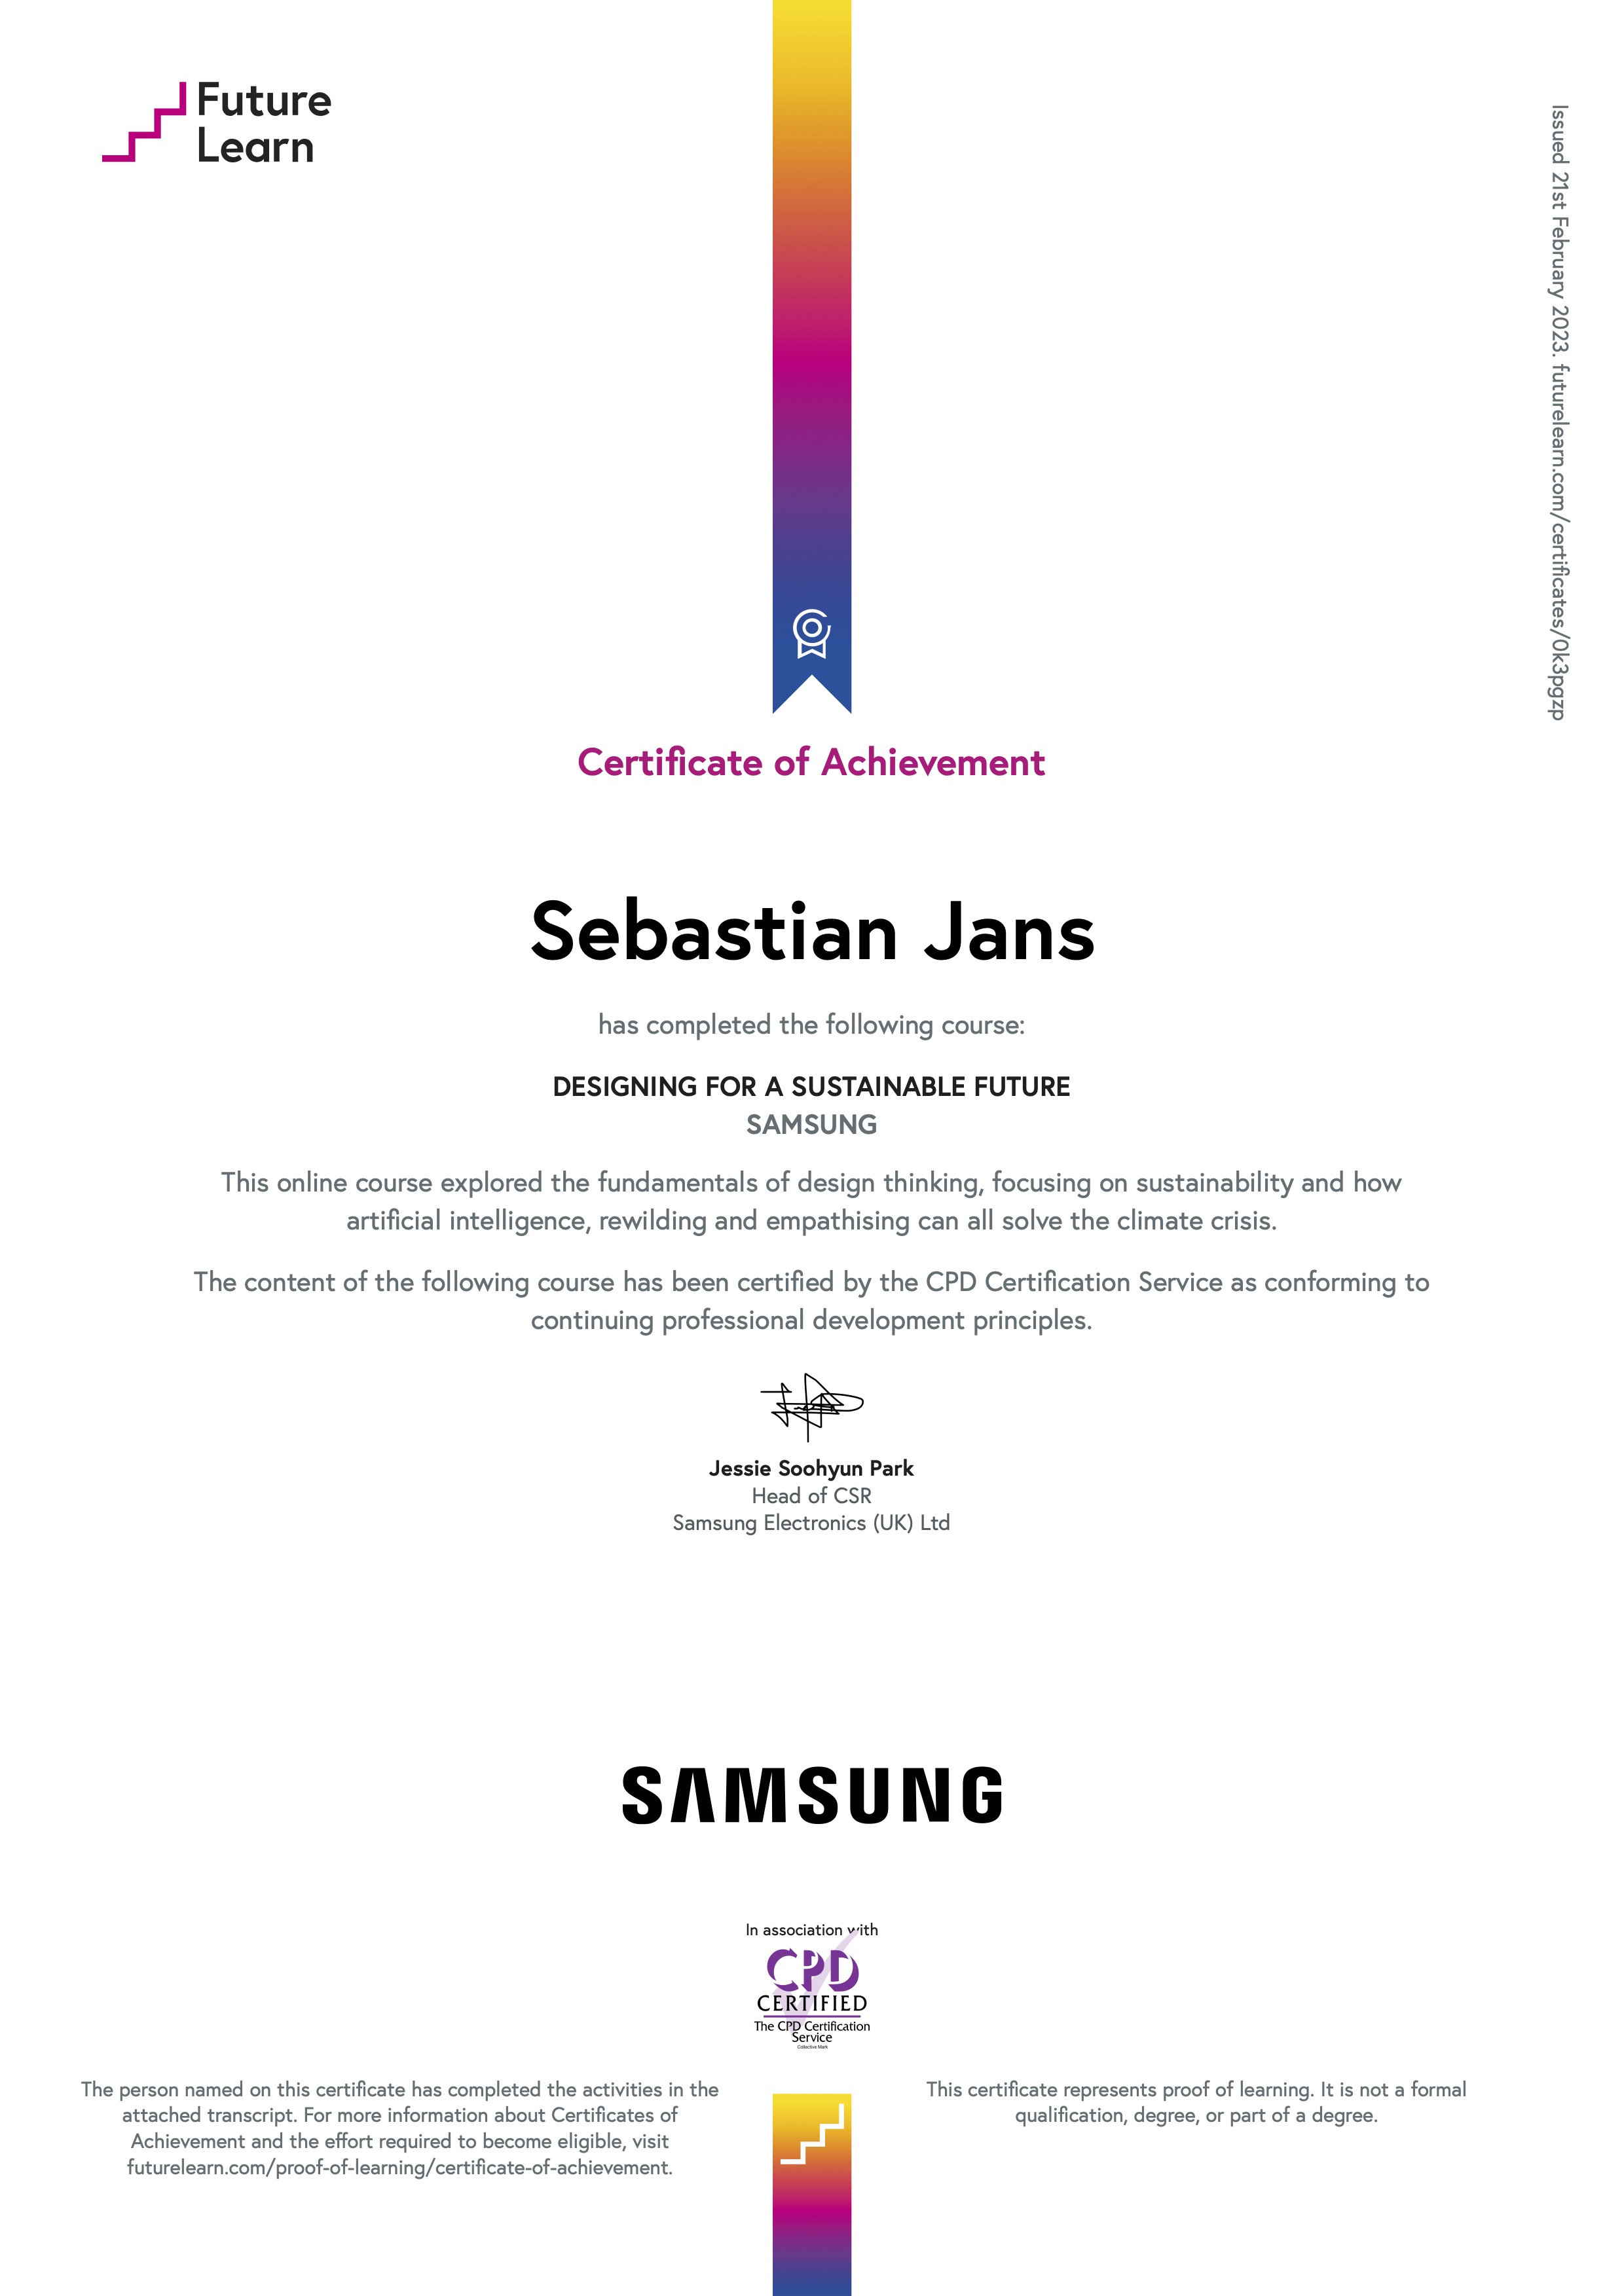 Future
Learn
Issued 21st February 2023. futurelearn.com/certificates/0k3pgzp
Certificate of Achievement
Sebastian Jans
has completed the following course:
DESIGNING FOR A SUSTAINABLE FUTURE
SAMSUNG
This online course explored the fundamentals of design thinking, focusing on sustainability and how
artificial intelligence, rewilding and empathising can all solve the climate crisis.
The content of the following course has been certified by the CPD Certification Service as conforming to
continuing professional development principles.
Jessie Soohyun Park
Head of CSR
Samsung Electronics (UK) Ltd
SAMSUNG
In association with
CPD
CERTIFIED
The CPD Certification
Service
Collective Mark
The person named on this certificate has completed the activities in the
attached transcript. For more information about Certificates of
Achievement and the effort required to become eligible, visit
futurelearn.com/proof-of-learning/certificate-of-achievement.
This certificate represents proof of learning. It is not a formal
qualification, degree, or part of a degree.